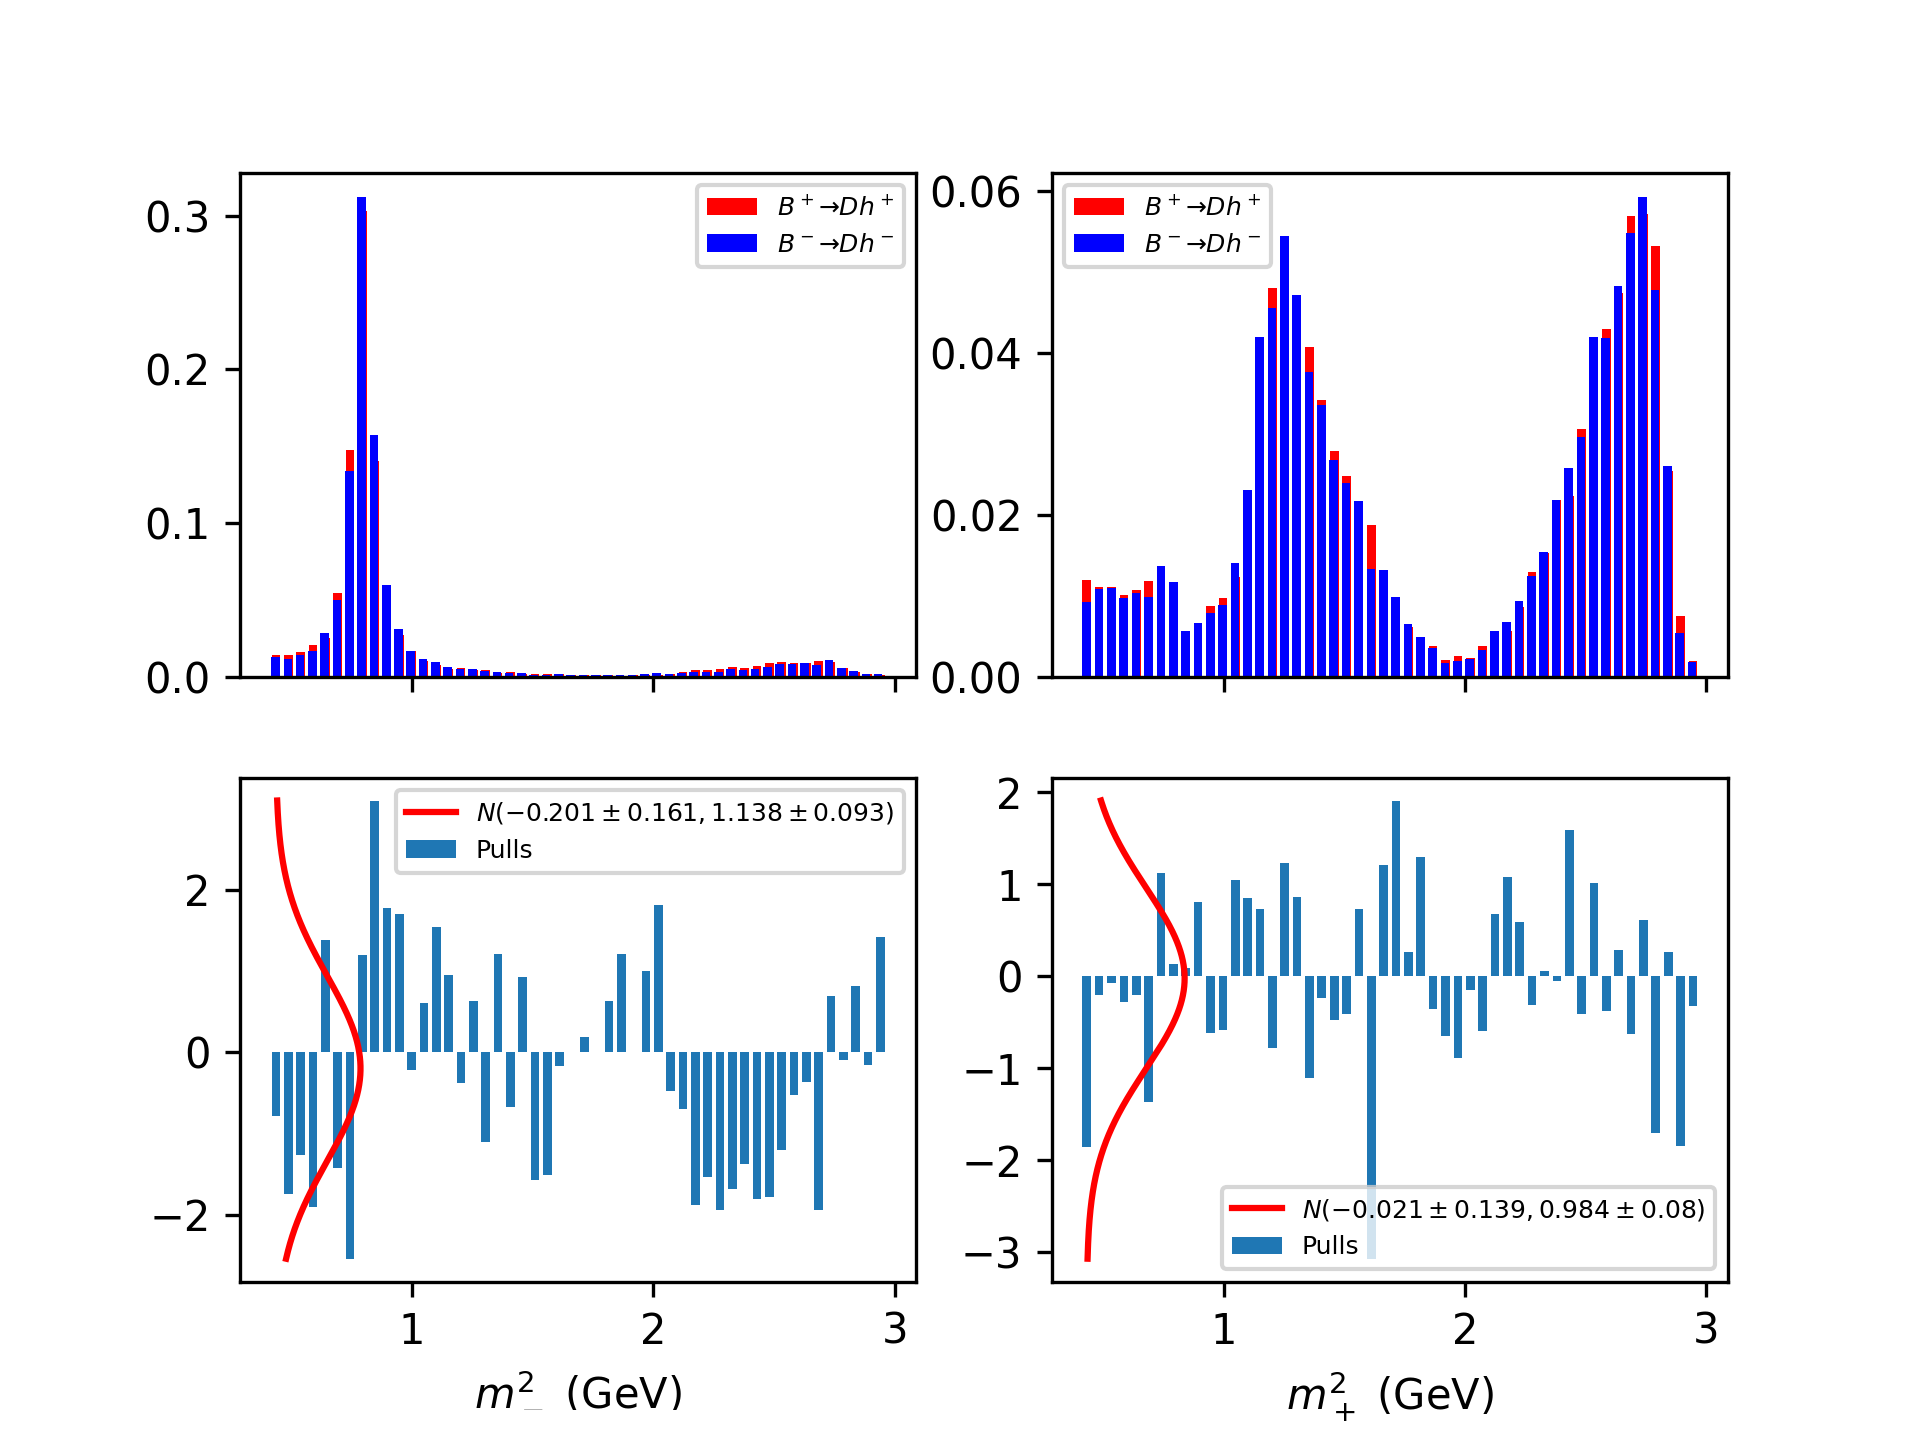 0.3
0.2
0.1
0.0
B⁺→Dh⁺
B⁻→Dh⁻
0.06
0.04
0.02
0.00
B⁺→Dh⁺
B⁻→Dh⁻
2
0
−2
N(−0.201 ± 0.161, 1.138 ± 0.093)
Pulls
1 2 3
m²₋ (GeV)
2
1
0
−1
−2
−3
N(−0.021 ± 0.139, 0.984 ± 0.08)
Pulls
1 2 3
m²₊ (GeV)